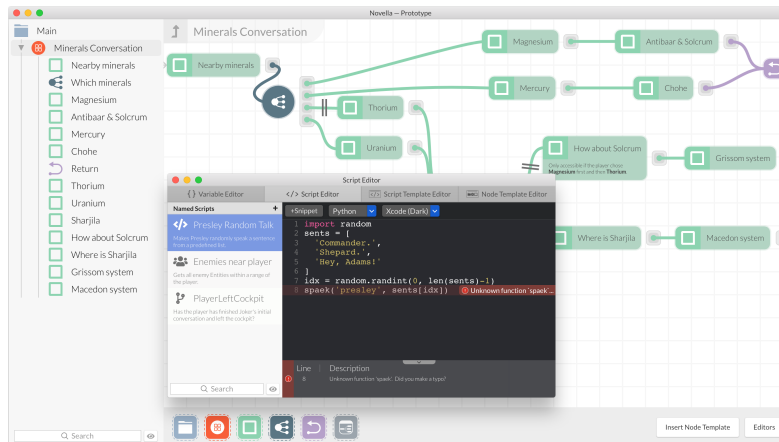 Novella — Prototype
Main
Minerals Conversation
Nearby minerals
Which minerals
Magnesium
Antibaar & Solcrum
Mercury
Chohe
Return
Thorium
Uranium
Sharjila
How about Solcrum
Where is Sharjila
Grissom system
Macedon system
Search
Minerals Conversation
Nearby minerals
Magnesium
Antibaar & Solcrum
Mercury
Chohe
Thorium
Uranium
How about Solcrum
Only accessible if the player chose
Magnesium first and then Thorium.
Grissom system
Where is Sharjila
Macedon system
Script Editor
{ } Variable Editor
</> Script Editor
Script Template Editor
Node Template Editor
Named Scripts +
</> Presley Random Talk
Makes Presley randomly speak a sentence
from a predefined list.
Enemies near player
Gets all enemy Entities within a range of
the player.
PlayerLeftCockpit
Has the player has finished Joker's initial
conversation and left the cockpit?
Search
+Snippet Python Xcode (Dark)
1 import random
2 sents = [
3 'Commander.',
4 'Shepard.',
5 'Hey, Adams!'
6 ]
7 idx = random.randint(0, len(sents)-1)
8 spaek('presley', sents[idx]) Unknown function `spaek`...
Line Description
8 Unknown function 'spaek'. Did you make a typo?
Insert Node Template
Editors